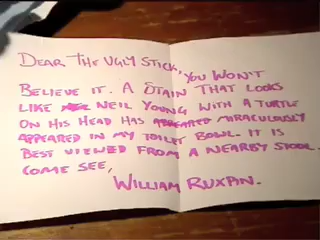 DEAR THE UGLY STICK,
YOU WON'T
BELIEVE IT. A STAIN THAT LOOKS
LIKE NEIL YOUNG WITH A TURTLE
ON HIS HEAD HAS APPEARED MIRACULOUSLY
APPEARED IN MY TOILET BOWL. IT IS
BEST VIEWED FROM A NEARBY STOOL.
COME SEE,
WILLIAM RUXPIN.